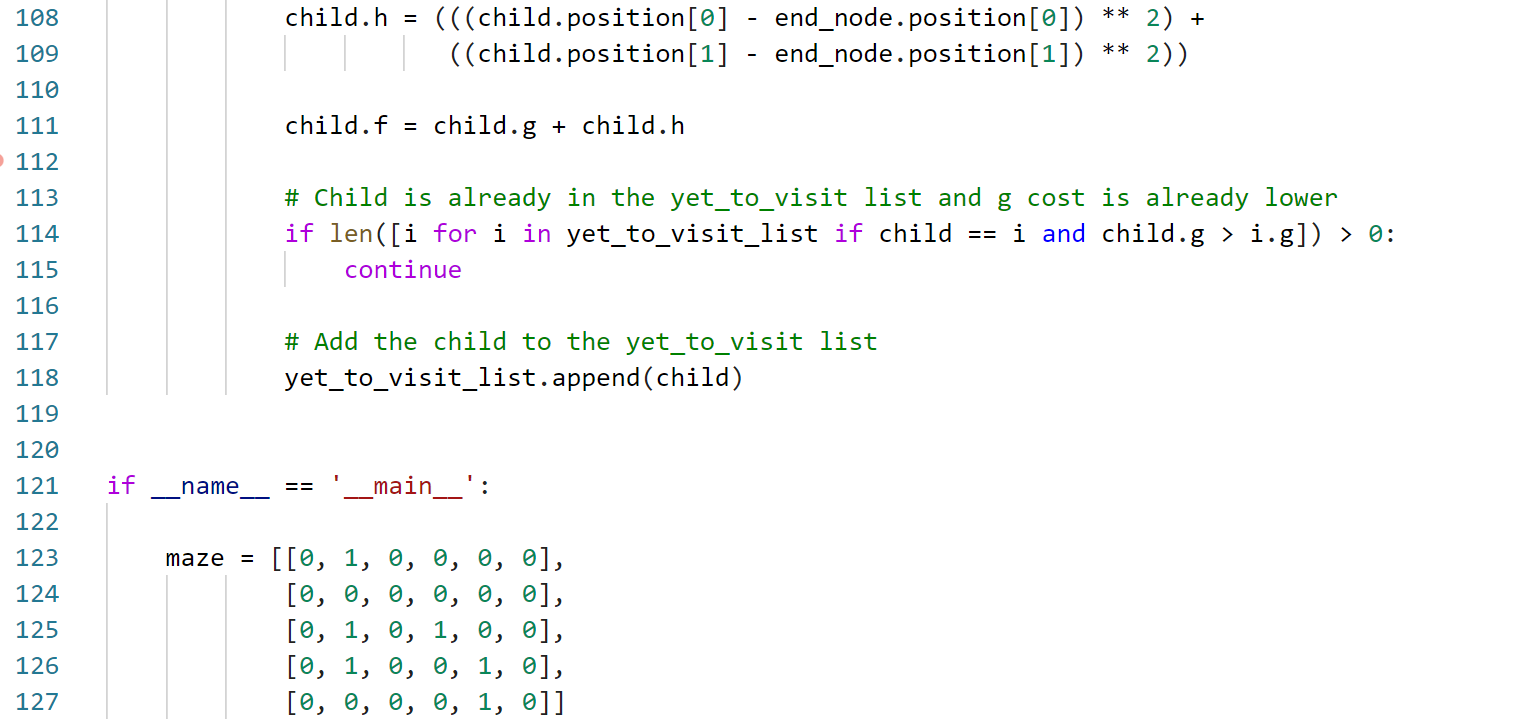 108 child.h = (((child.position[0] - end_node.position[0]) ** 2) +
109 ((child.position[1] - end_node.position[1]) ** 2))
110
111 child.f = child.g + child.h
112
113 # Child is already in the yet_to_visit list and g cost is already lower
114 if len([i for i in yet_to_visit_list if child == i and child.g > i.g]) > 0:
115 continue
116
117 # Add the child to the yet_to_visit list
118 yet_to_visit_list.append(child)
119
120
121 if __name__ == '__main__':
122
123 maze = [[0, 1, 0, 0, 0, 0],
124 [0, 0, 0, 0, 0, 0],
125 [0, 1, 0, 1, 0, 0],
126 [0, 1, 0, 0, 1, 0],
127 [0, 0, 0, 0, 1, 0]]